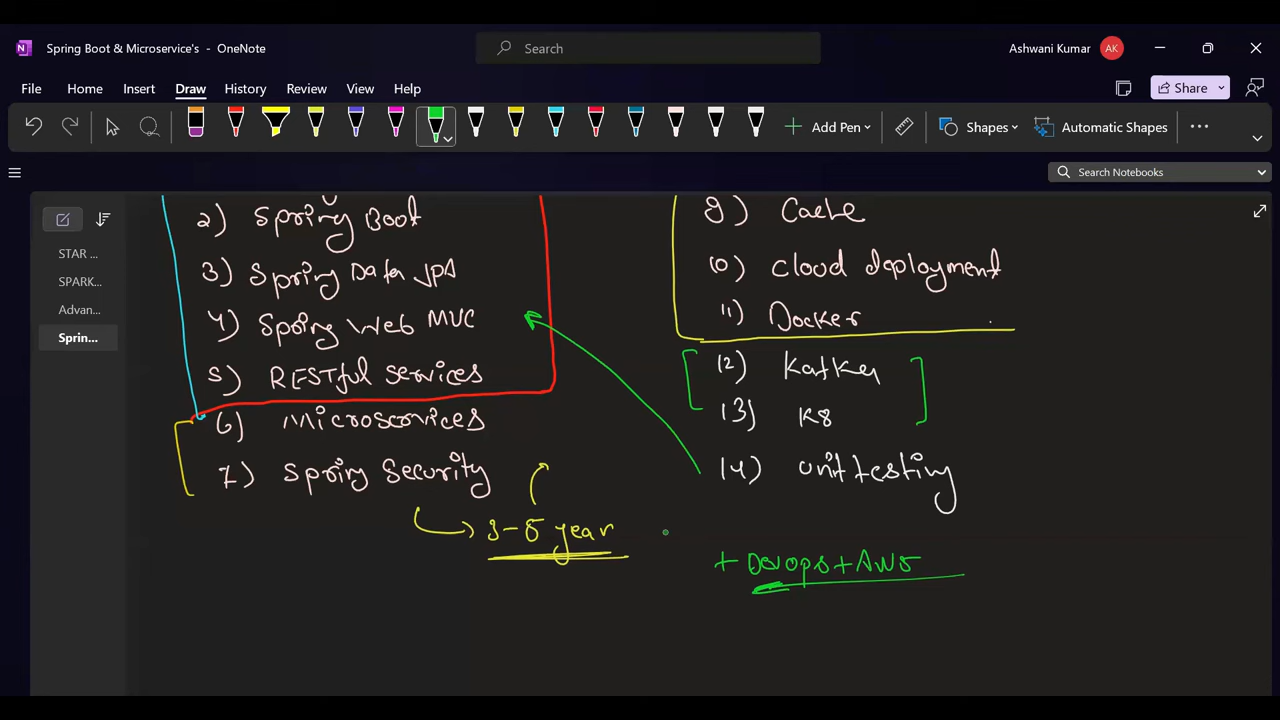 Spring Boot & Microservice's - OneNote
Search
Ashwani Kumar
AK
File Home Insert Draw History Review View Help
Share
Add Pen
Shapes
Automatic Shapes
Search Notebooks
STAR ...
SPARK...
Advan...
Sprin...
2) Spring Boot
3) Spring Data JPA
4) Spring Web MVC
5) RESTful services
6) Microservices
7) Spring Security
3-5 year
9) Cache
10) Cloud deployment
11) Docker
12) Kafka
13) K8
14) unit testing
+ Devops + AWS